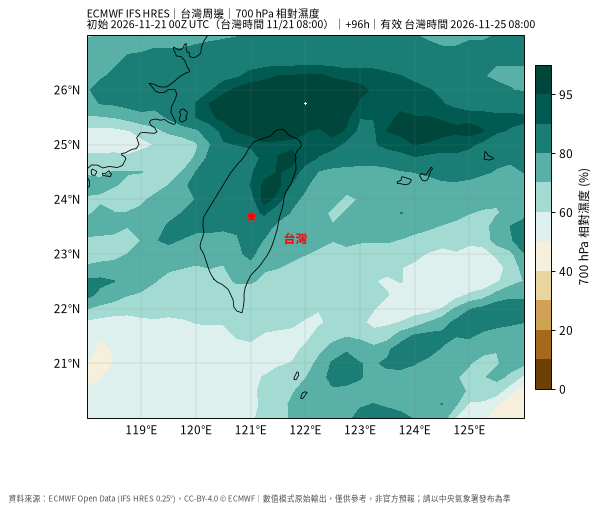 ECMWF IFS HRES｜台灣周邊｜700 hPa 相對濕度
初始 2026-11-21 00Z UTC（台灣時間 11/21 08:00）｜+96h｜有效 台灣時間 2026-11-25 08:00
26°N
25°N
24°N
23°N
22°N
21°N
119°E 120°E 121°E 122°E 123°E 124°E 125°E
台灣
95
80
60
40
20
0
700 hPa 相對濕度 (%)
資料來源：ECMWF Open Data (IFS HRES 0.25°)，CC-BY-4.0 © ECMWF｜數值模式原始輸出，僅供參考，非官方預報；請以中央氣象署發布為準